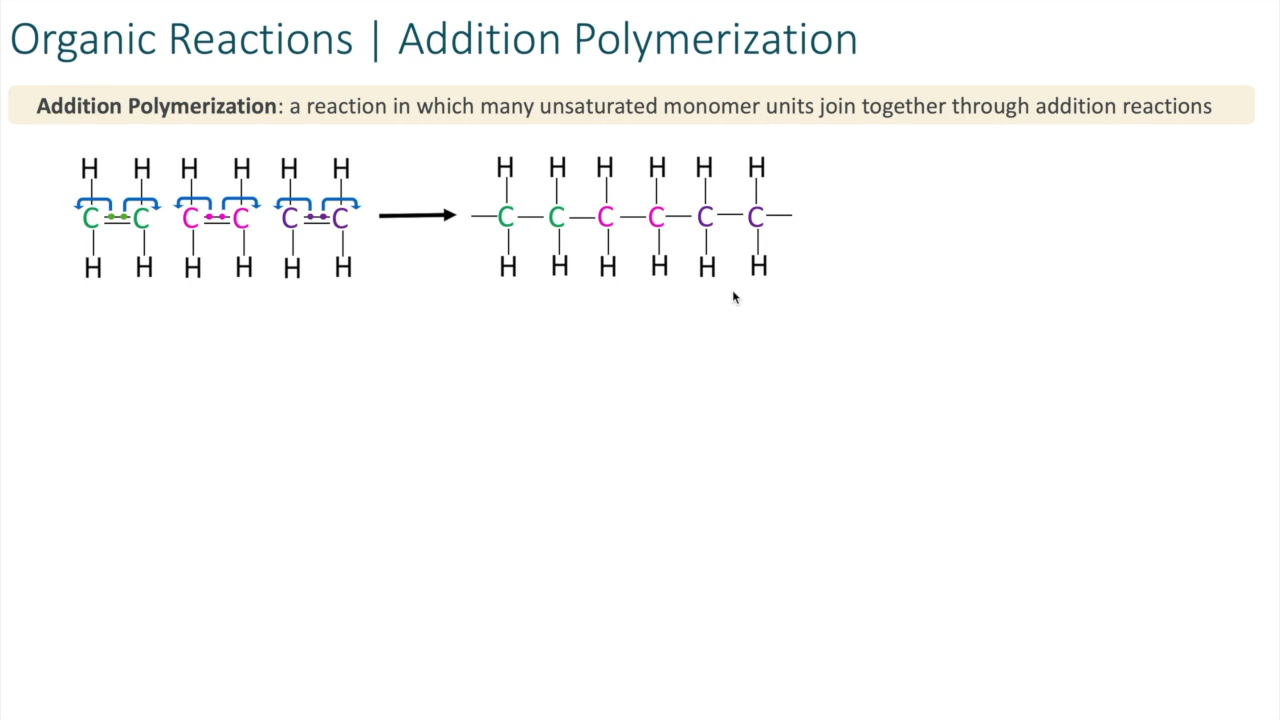 Organic Reactions | Addition Polymerization
Addition Polymerization: a reaction in which many unsaturated monomer units join together through addition reactions
H H H H H H H H H H H H
C C C C C C C C C C C C
H H H H H H H H H H H H